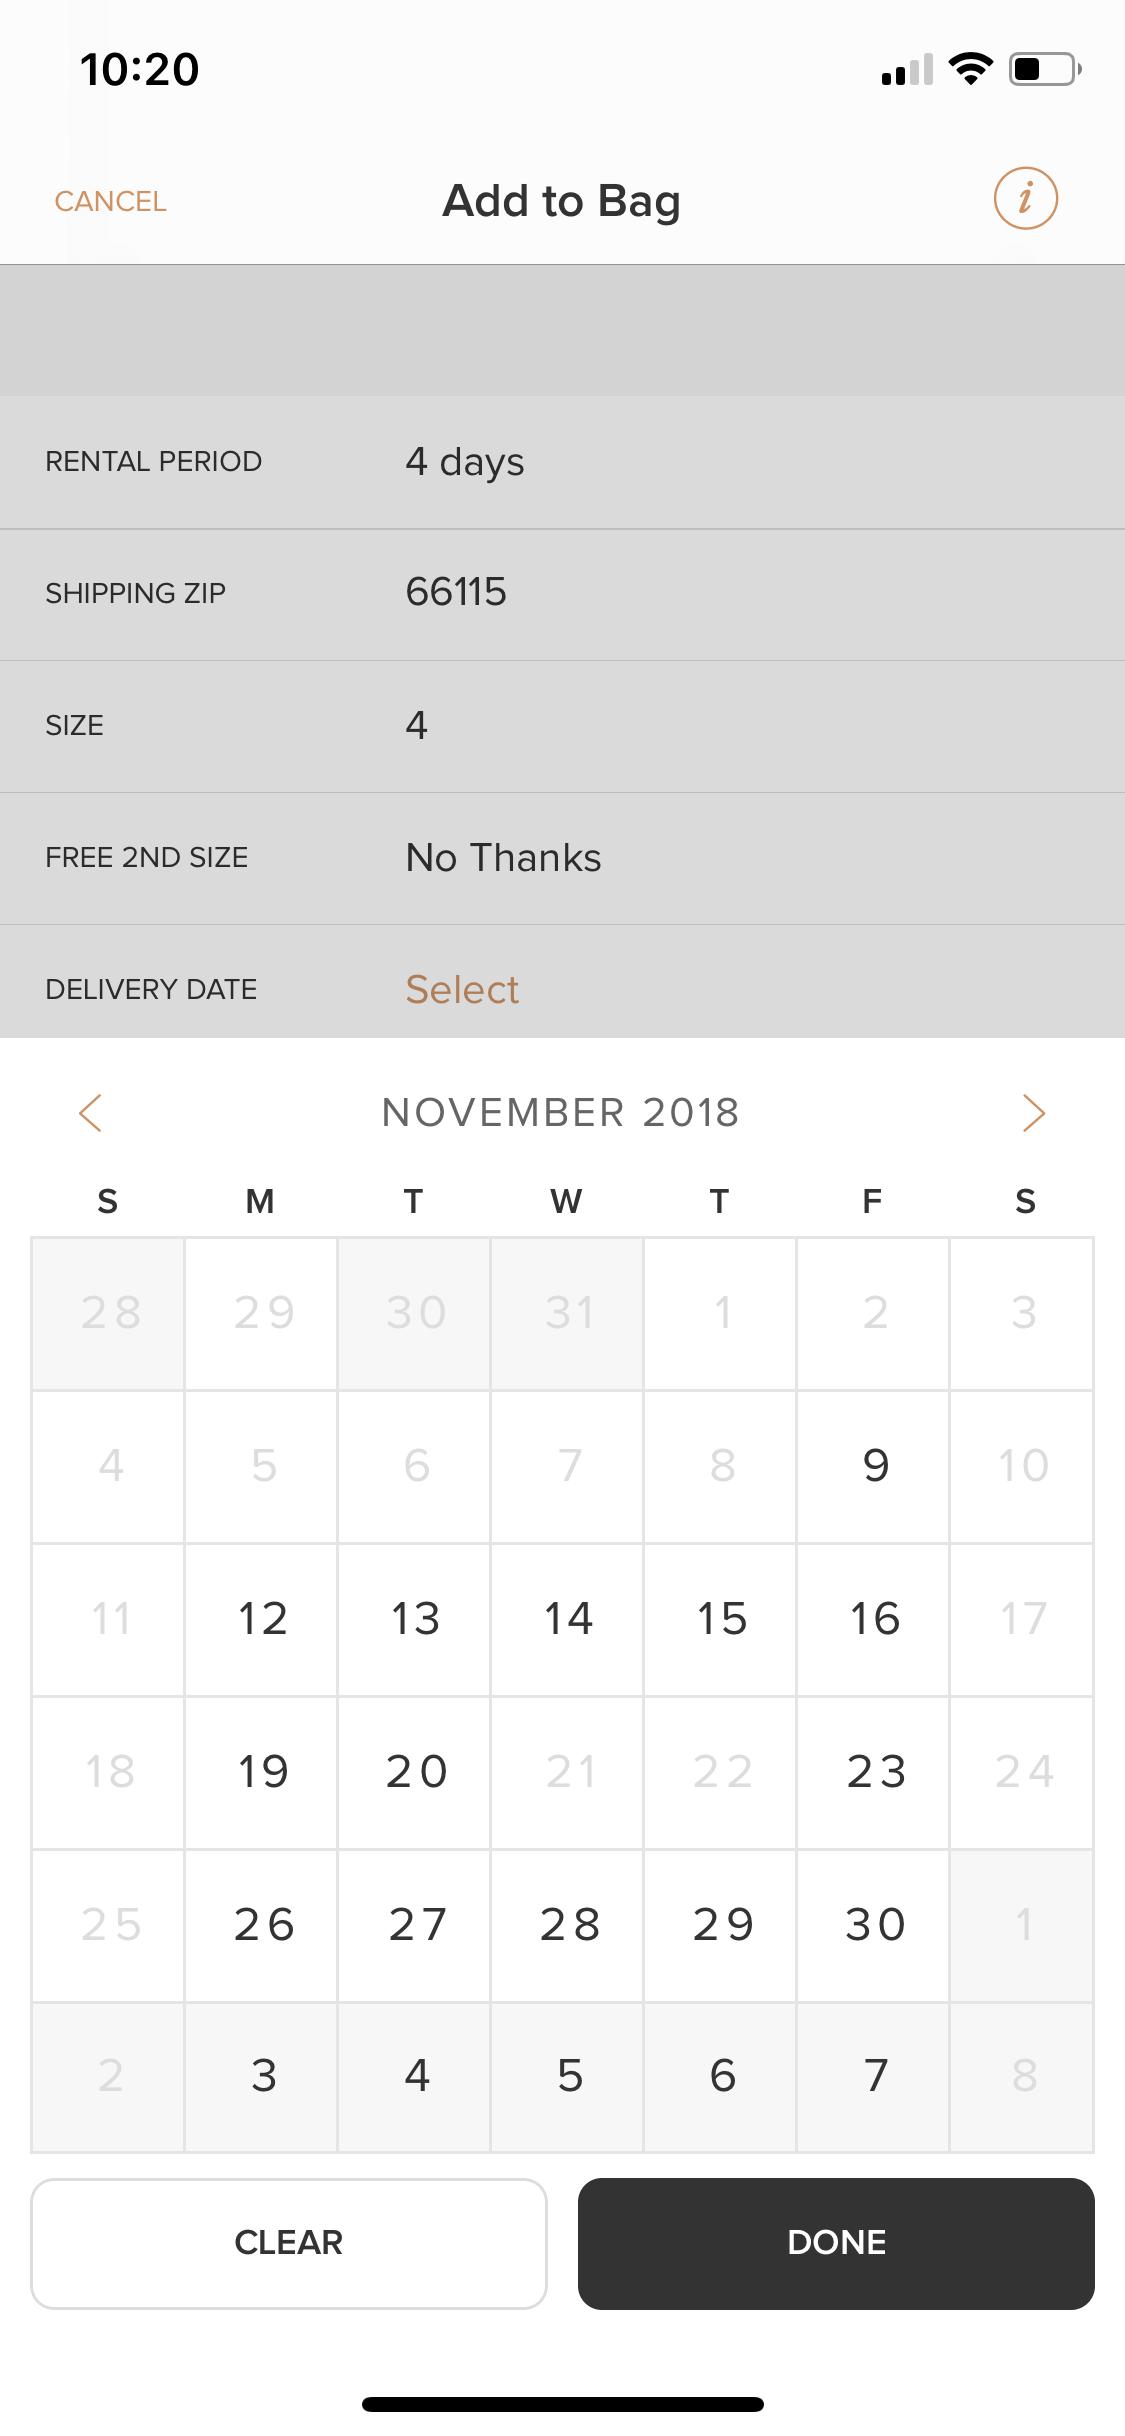 10:20
CANCEL Add to Bag i
RENTAL PERIOD 4 days
SHIPPING ZIP 66115
SIZE 4
FREE 2ND SIZE No Thanks
DELIVERY DATE Select
NOVEMBER 2018
S M T W T F S
28 29 30 31 1 2 3
4 5 6 7 8 9 10
11 12 13 14 15 16 17
18 19 20 21 22 23 24
25 26 27 28 29 30 1
2 3 4 5 6 7 8
CLEAR DONE